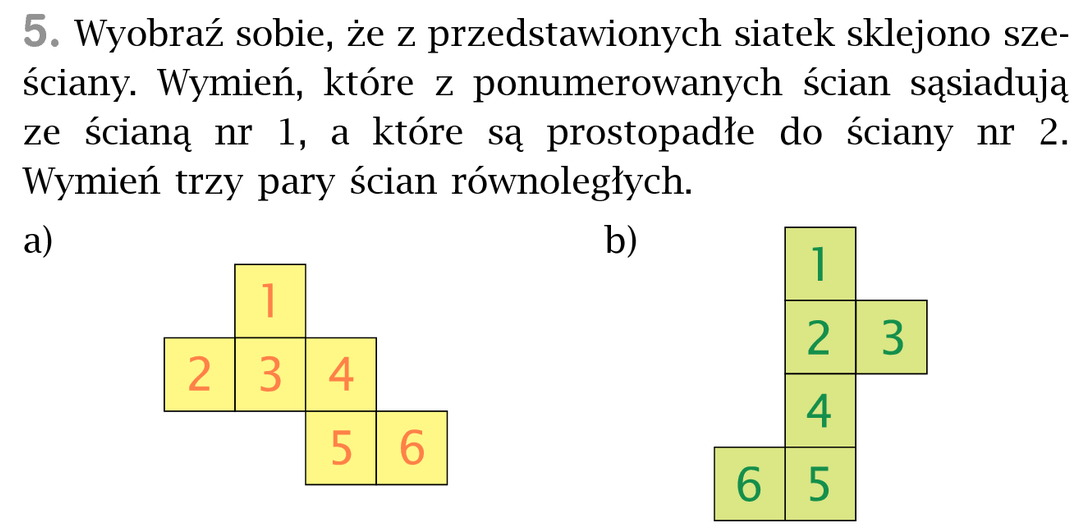 5. Wyobraź sobie, że z przedstawionych siatek sklejono sze-
ściany. Wymień, które z ponumerowanych ścian sąsiadują
ze ścianą nr 1, a które są prostopadłe do ściany nr 2.
Wymień trzy pary ścian równoległych.
a)
1
2 3 4
5 6
b)
1
2 3
4
6 5